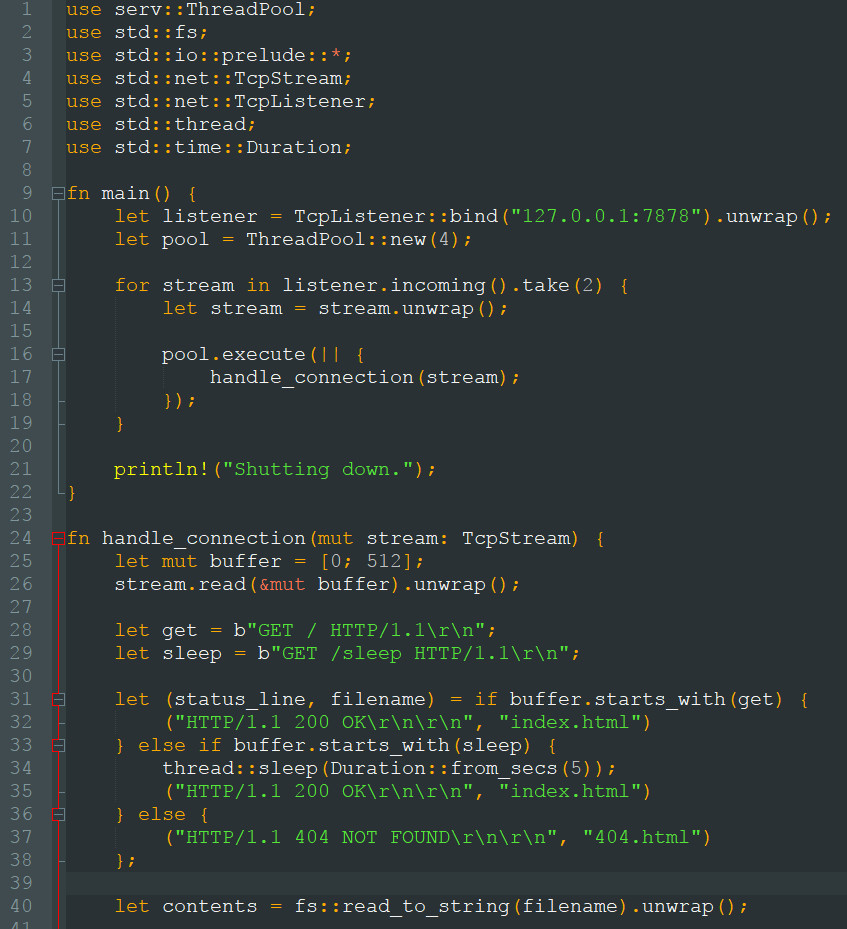 1 use serv::ThreadPool;
2 use std::fs;
3 use std::io::prelude::*;
4 use std::net::TcpStream;
5 use std::net::TcpListener;
6 use std::thread;
7 use std::time::Duration;
8
9 fn main() {
10     let listener = TcpListener::bind("127.0.0.1:7878").unwrap();
11     let pool = ThreadPool::new(4);
12
13     for stream in listener.incoming().take(2) {
14         let stream = stream.unwrap();
15
16         pool.execute(|| {
17             handle_connection(stream);
18         });
19     }
20
21     println!("Shutting down.");
22 }
23
24 fn handle_connection(mut stream: TcpStream) {
25     let mut buffer = [0; 512];
26     stream.read(&mut buffer).unwrap();
27
28     let get = b"GET / HTTP/1.1\r\n";
29     let sleep = b"GET /sleep HTTP/1.1\r\n";
30
31     let (status_line, filename) = if buffer.starts_with(get) {
32         ("HTTP/1.1 200 OK\r\n\r\n", "index.html")
33     } else if buffer.starts_with(sleep) {
34         thread::sleep(Duration::from_secs(5));
35         ("HTTP/1.1 200 OK\r\n\r\n", "index.html")
36     } else {
37         ("HTTP/1.1 404 NOT FOUND\r\n\r\n", "404.html")
38     };
39
40     let contents = fs::read_to_string(filename).unwrap();
41